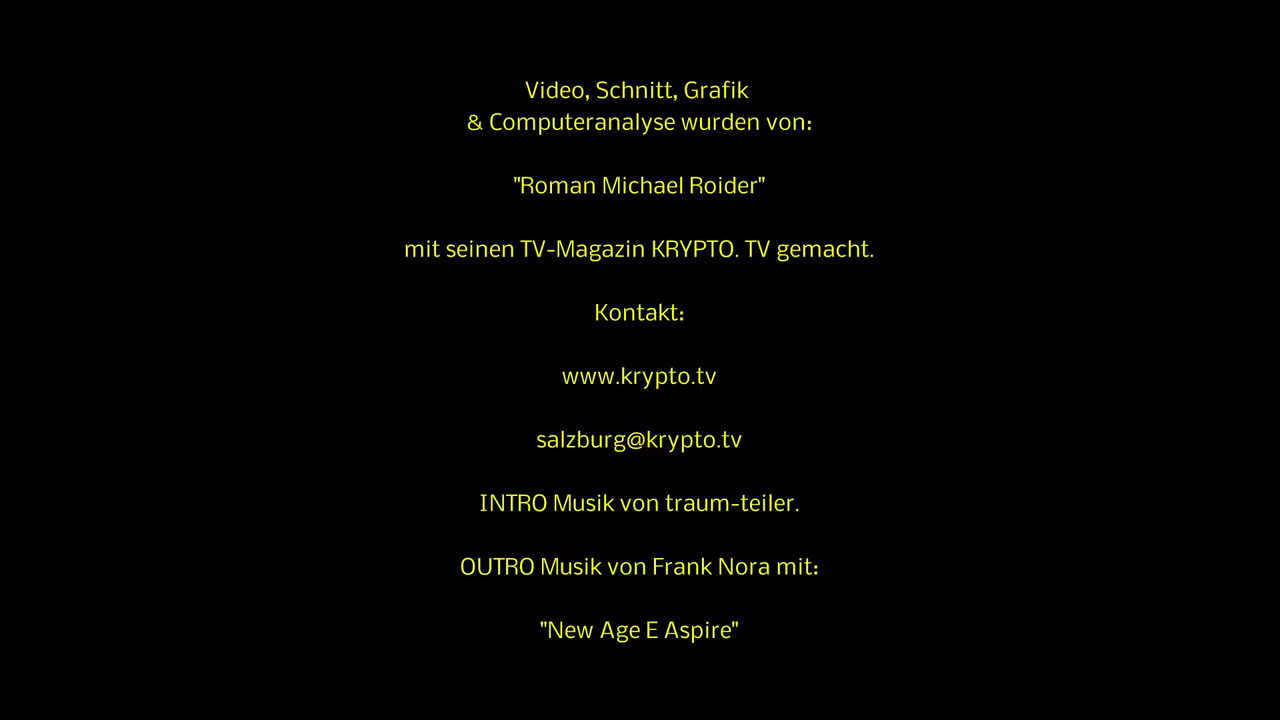 Video, Schnitt, Grafik
& Computeranalyse wurden von:
"Roman Michael Roider"
mit seinen TV-Magazin KRYPTO. TV gemacht.
Kontakt:
www.krypto.tv
salzburg@krypto.tv
INTRO Musik von traum-teiler.
OUTRO Musik von Frank Nora mit:
"New Age E Aspire"